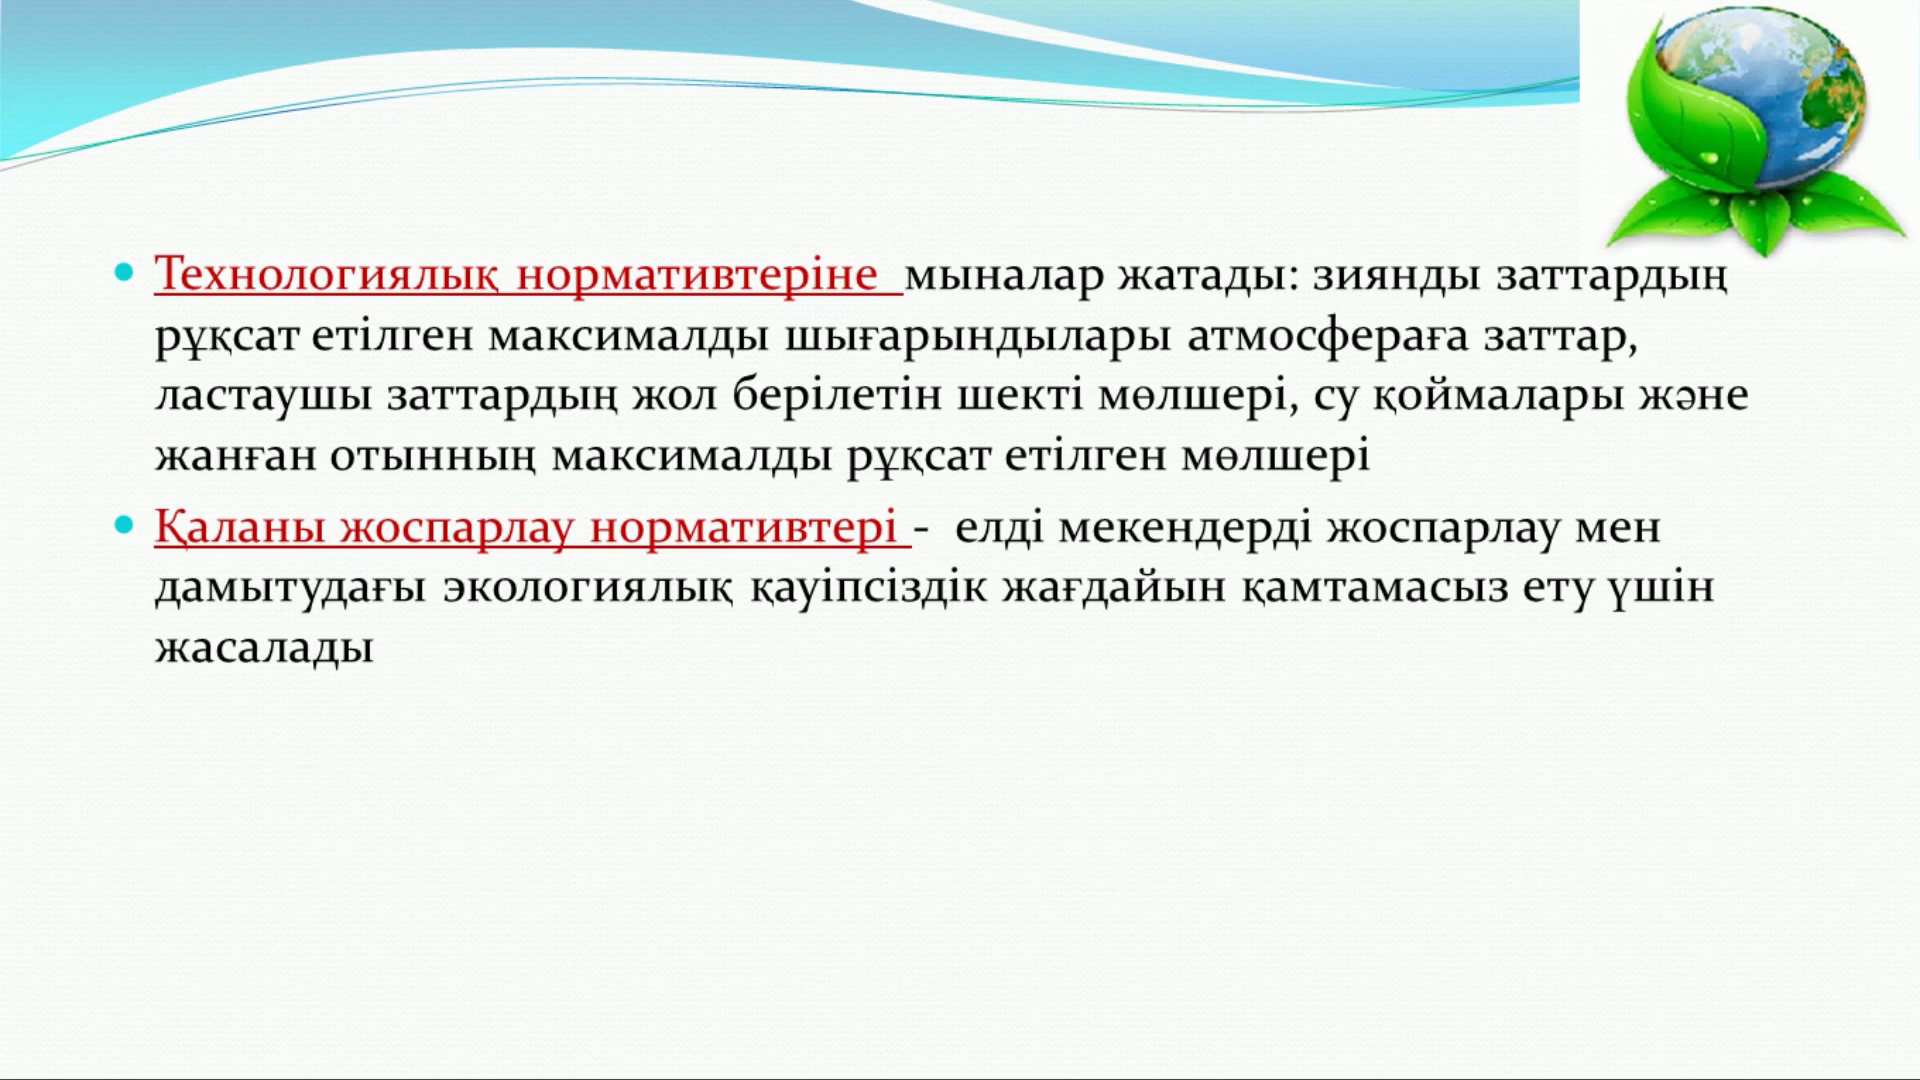 Технологиялық нормативтеріне мыналар жатады: зиянды заттардың
рұқсат етілген максималды шығарындылары атмосфераға заттар,
ластаушы заттардың жол берілетін шекті мөлшері, су қоймалары және
жанған отынның максималды рұқсат етілген мөлшері
Қаланы жоспарлау нормативтері - елді мекендерді жоспарлау мен
дамытудағы экологиялық қауіпсіздік жағдайын қамтамасыз ету үшін
жасалады